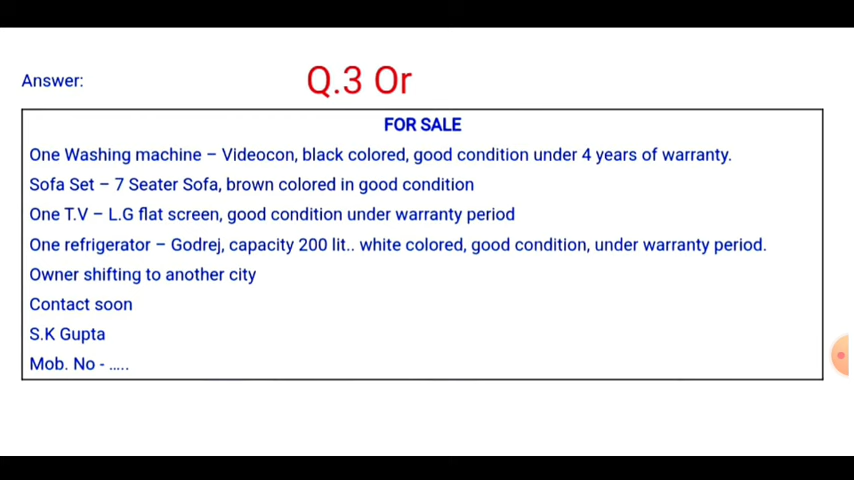 Answer:
Q.3 Or
FOR SALE
One Washing machine – Videocon, black colored, good condition under 4 years of warranty.
Sofa Set – 7 Seater Sofa, brown colored in good condition
One T.V – L.G flat screen, good condition under warranty period
One refrigerator – Godrej, capacity 200 lit.. white colored, good condition, under warranty period.
Owner shifting to another city
Contact soon
S.K Gupta
Mob. No - .....